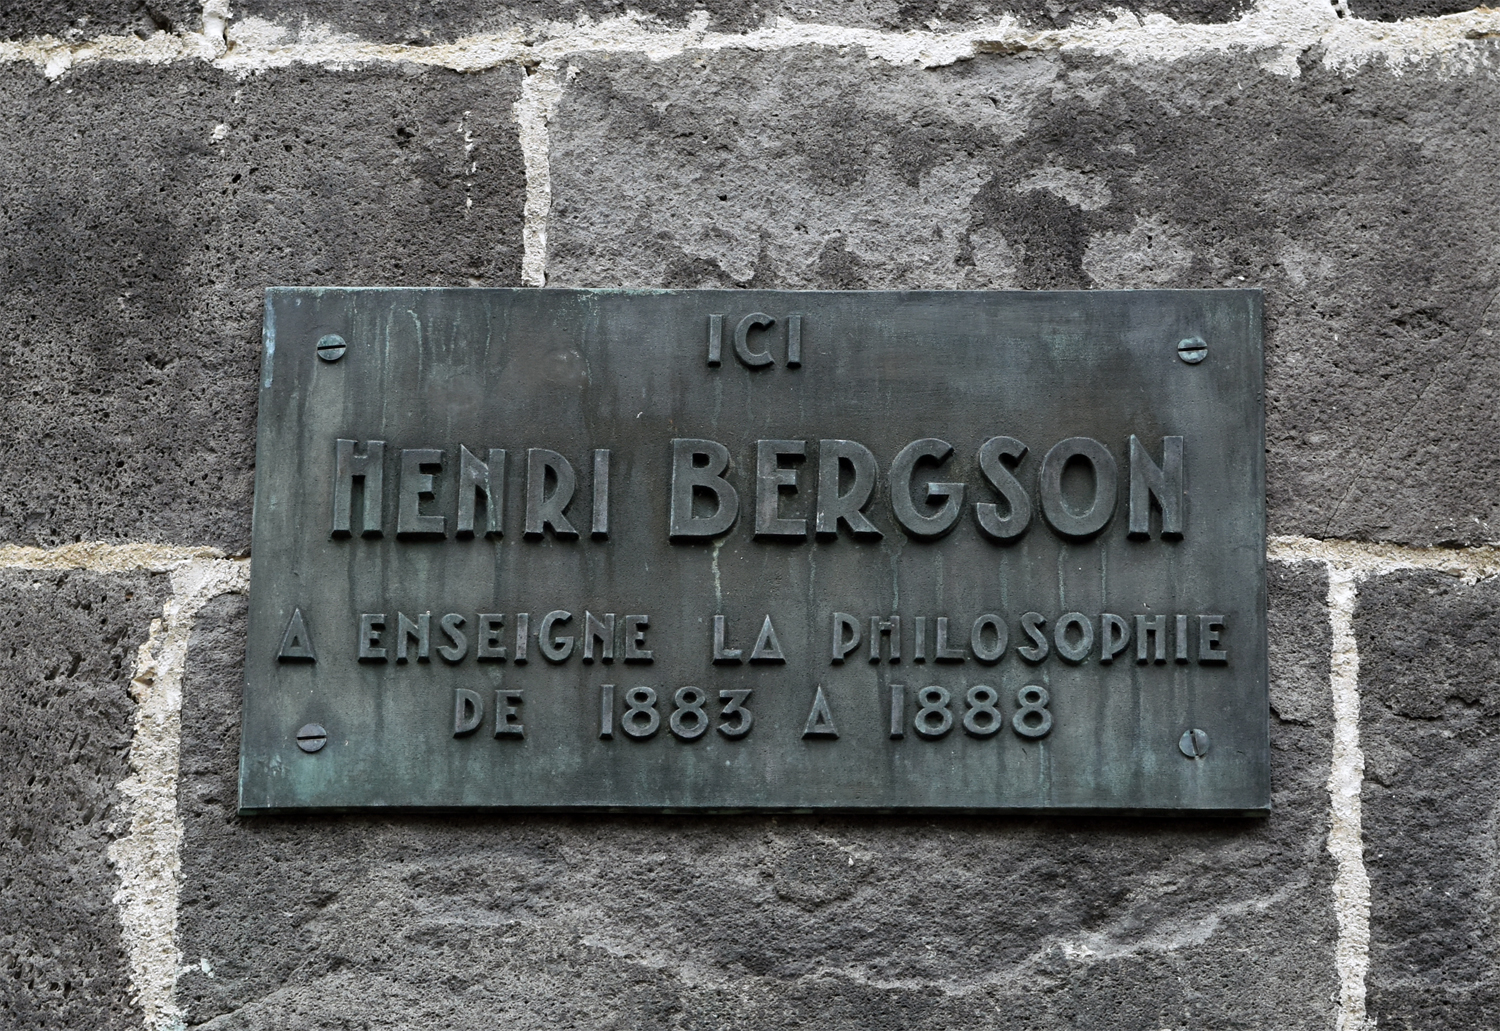 ICI
HENRI BERGSON
A ENSEIGNE LA PHILOSOPHIE
DE 1883 A 1888